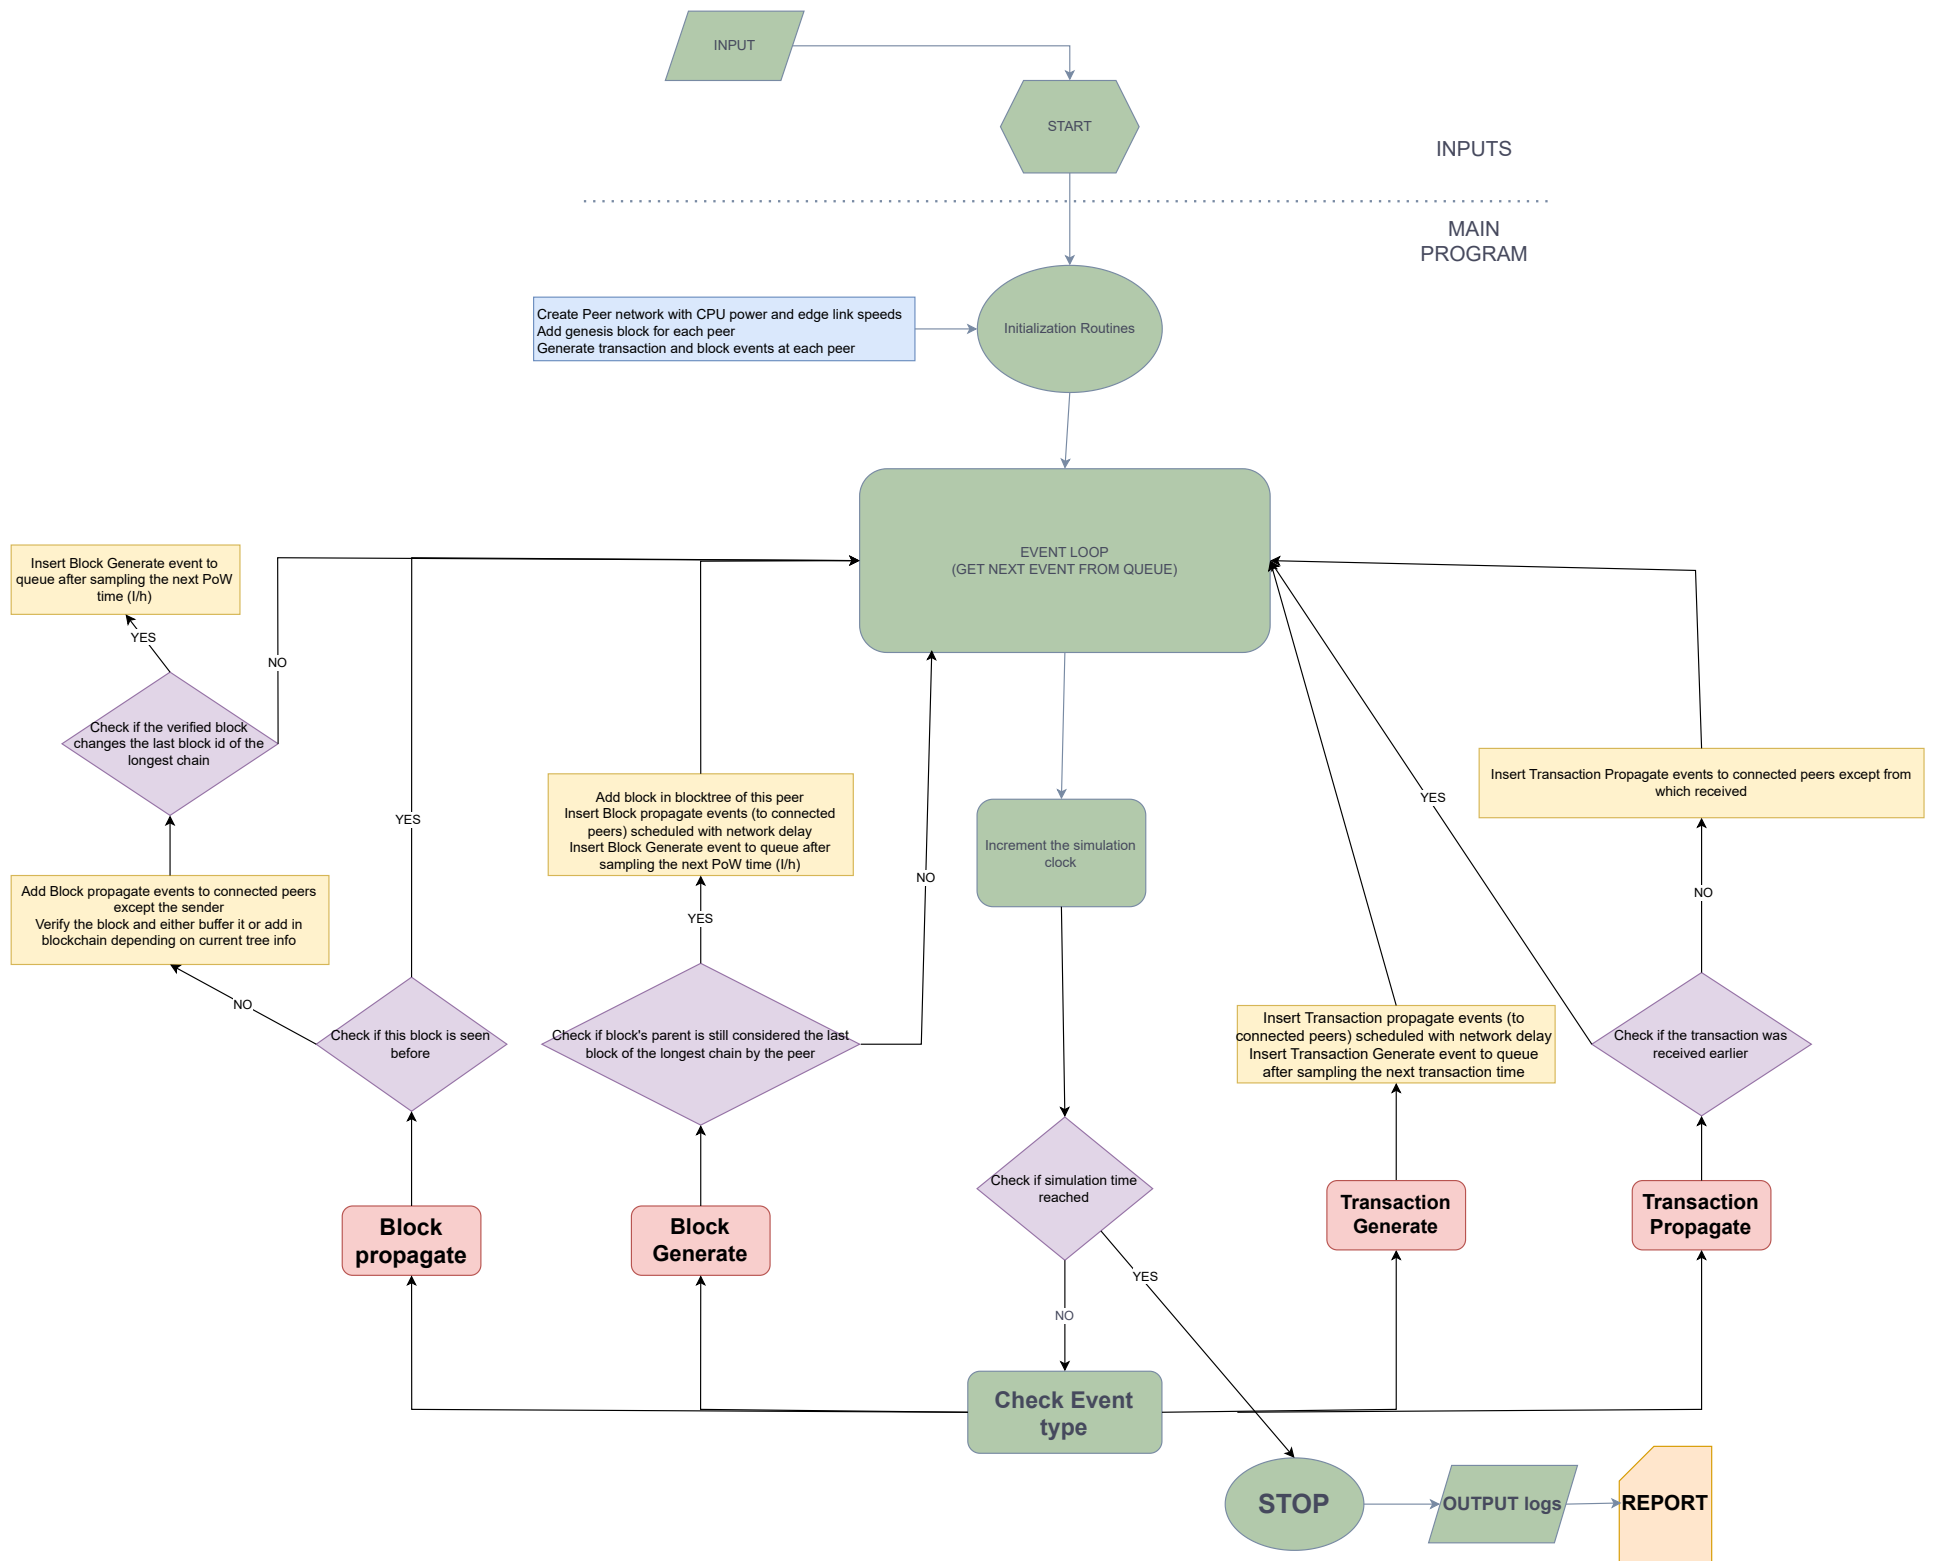 INPUT
START
INPUTS
MAIN
PROGRAM
Create Peer network with CPU power and edge link speeds
Add genesis block for each peer
Generate transaction and block events at each peer
Initialization Routines
EVENT LOOP
(GET NEXT EVENT FROM QUEUE)
Insert Block Generate event to
queue after sampling the next PoW
time (I/h)
YES
NO
Check if the verified block
changes the last block id of the
longest chain
Add Block propagate events to connected peers
except the sender
Verify the block and either buffer it or add in
blockchain depending on current tree info
NO
YES
Check if this block is seen
before
Block
propagate
Add block in blocktree of this peer
Insert Block propagate events (to connected
peers) scheduled with network delay
Insert Block Generate event to queue after
sampling the next PoW time (I/h)
YES
NO
Check if block's parent is still considered the last
block of the longest chain by the peer
Block
Generate
Increment the simulation
clock
Check if simulation time
reached
NO
YES
Check Event
type
Insert Transaction propagate events (to
connected peers) scheduled with network delay
Insert Transaction Generate event to queue
after sampling the next transaction time
Transaction
Generate
Insert Transaction Propagate events to connected peers except from
which received
YES
NO
Check if the transaction was
received earlier
Transaction
Propagate
STOP
OUTPUT logs
REPORT